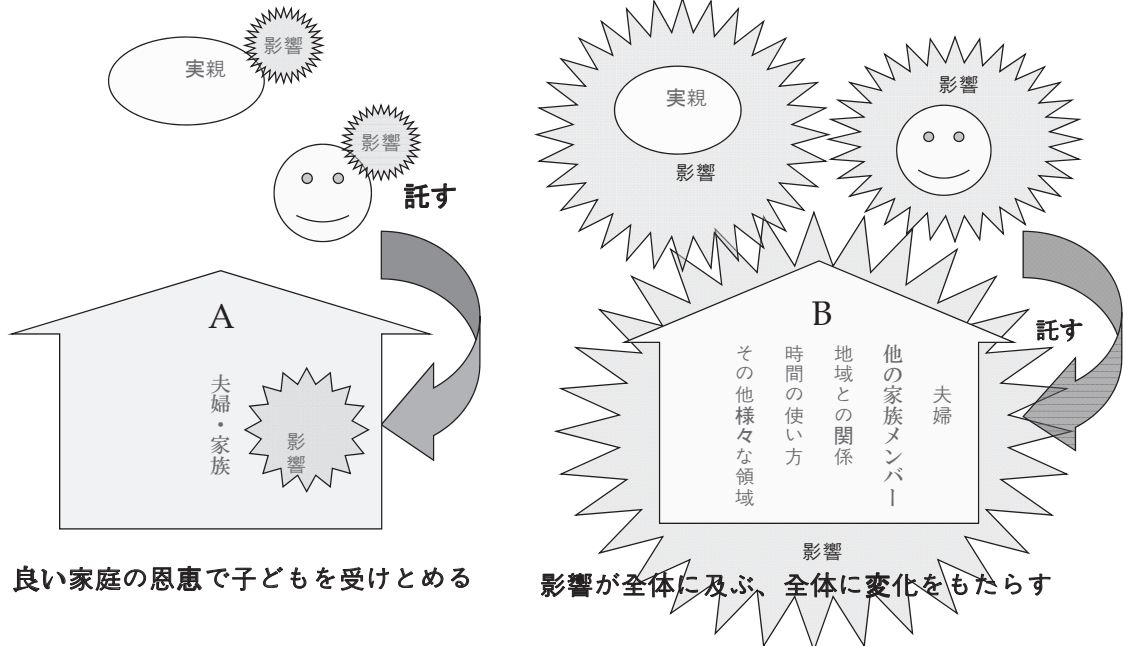 実親
影響
影響
託す
A
夫婦・家族
影響
良い家庭の恩恵で子どもを受けとめる
実親
影響
影響
託す
B
夫婦
他の家族メンバー
地域との関係
時間の使い方
その他様々な領域
影響
影響が全体に及ぶ、全体に変化をもたらす